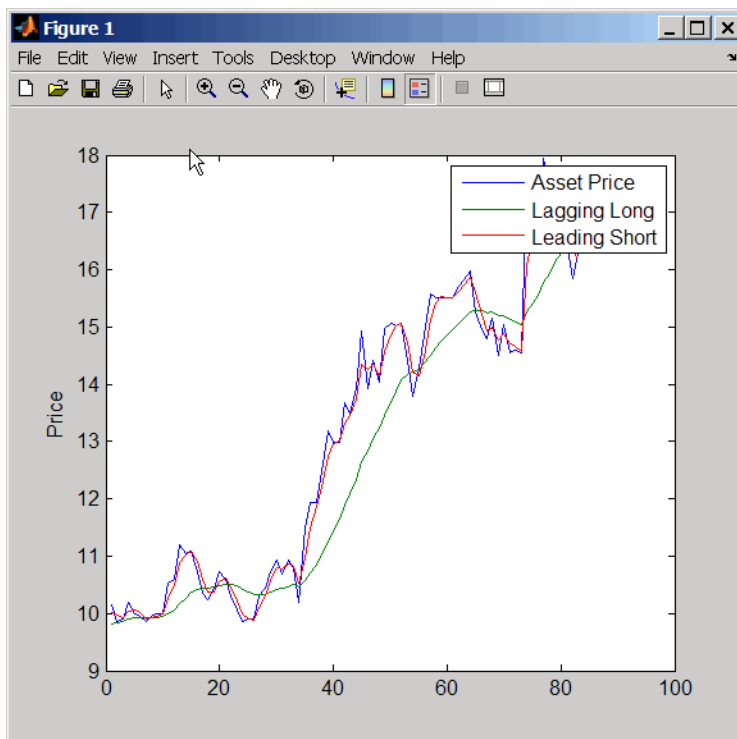 Figure 1
File Edit View Insert Tools Desktop Window Help
18
17
16
15
14
13
12
11
10
9
Price
Asset Price
Lagging Long
Leading Short
0 20 40 60 80 100